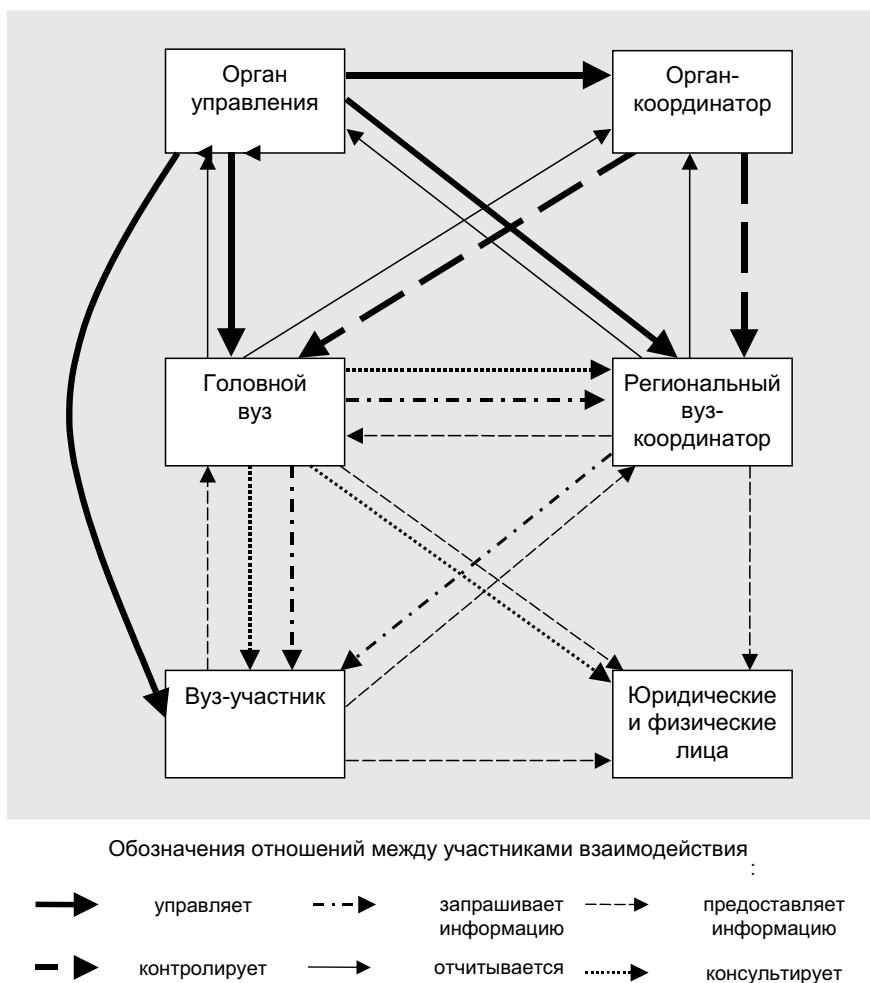 Орган
управления
Орган-
координатор
Головной
вуз
Региональный
вуз-
координатор
Вуз-участник
Юридические
и физические
лица
Обозначения отношений между участниками взаимодействия
:
управляет
запрашивает
информацию
предоставляет
информацию
контролирует
отчитывается
консультирует